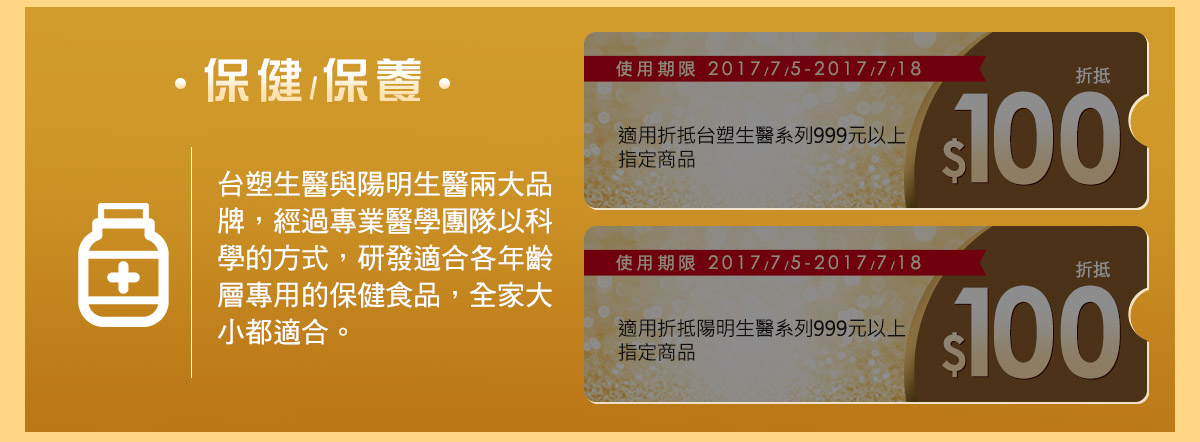 •保健/保養•
台塑生醫與陽明生醫兩大品
牌，經過專業醫學團隊以科
學的方式，研發適合各年齡
層專用的保健食品，全家大
小都適合。
使用期限 2017/7/5-2017/7/18
折抵
$100
適用折抵台塑生醫系列999元以上
指定商品
使用期限 2017/7/5-2017/7/18
折抵
$100
適用折抵陽明生醫系列999元以上
指定商品